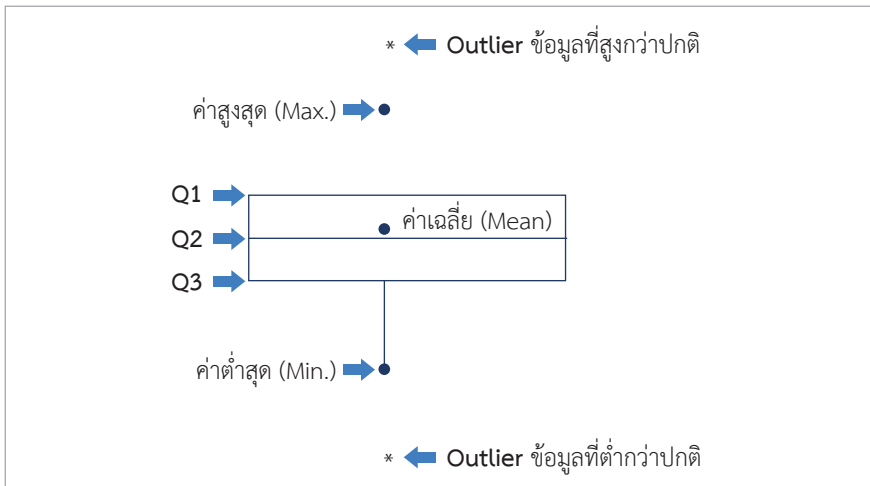 * Outlier ข้อมูลที่สูงกว่าปกติ
ค่าสูงสุด (Max.)
Q1
ค่าเฉลี่ย (Mean)
Q2
Q3
ค่าต่ำสุด (Min.)
* Outlier ข้อมูลที่ต่ำกว่าปกติ